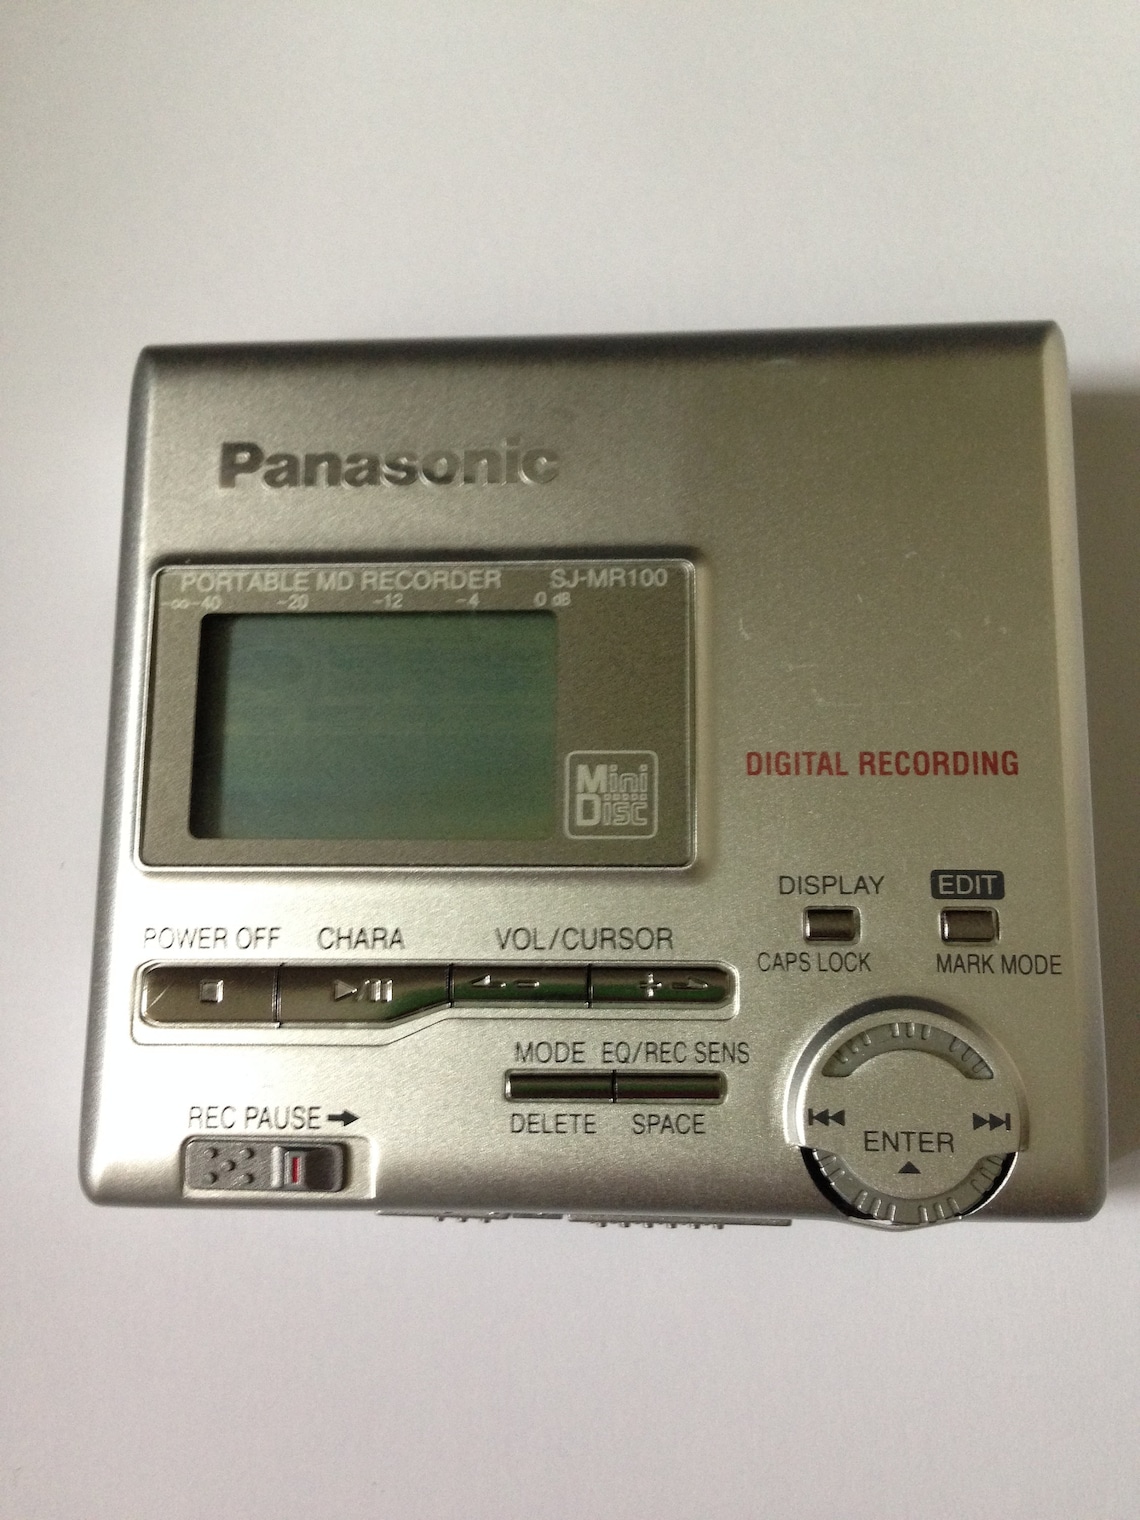 Panasonic
PORTABLE MD RECORDER SJ-MR100
-∞ -40 -20 -12 -4 0 dB
Mini
Disc
DIGITAL RECORDING
DISPLAY EDIT
CAPS LOCK MARK MODE
POWER OFF CHARA VOL/CURSOR
- +
MODE EQ/REC SENS
DELETE SPACE
REC PAUSE
ENTER